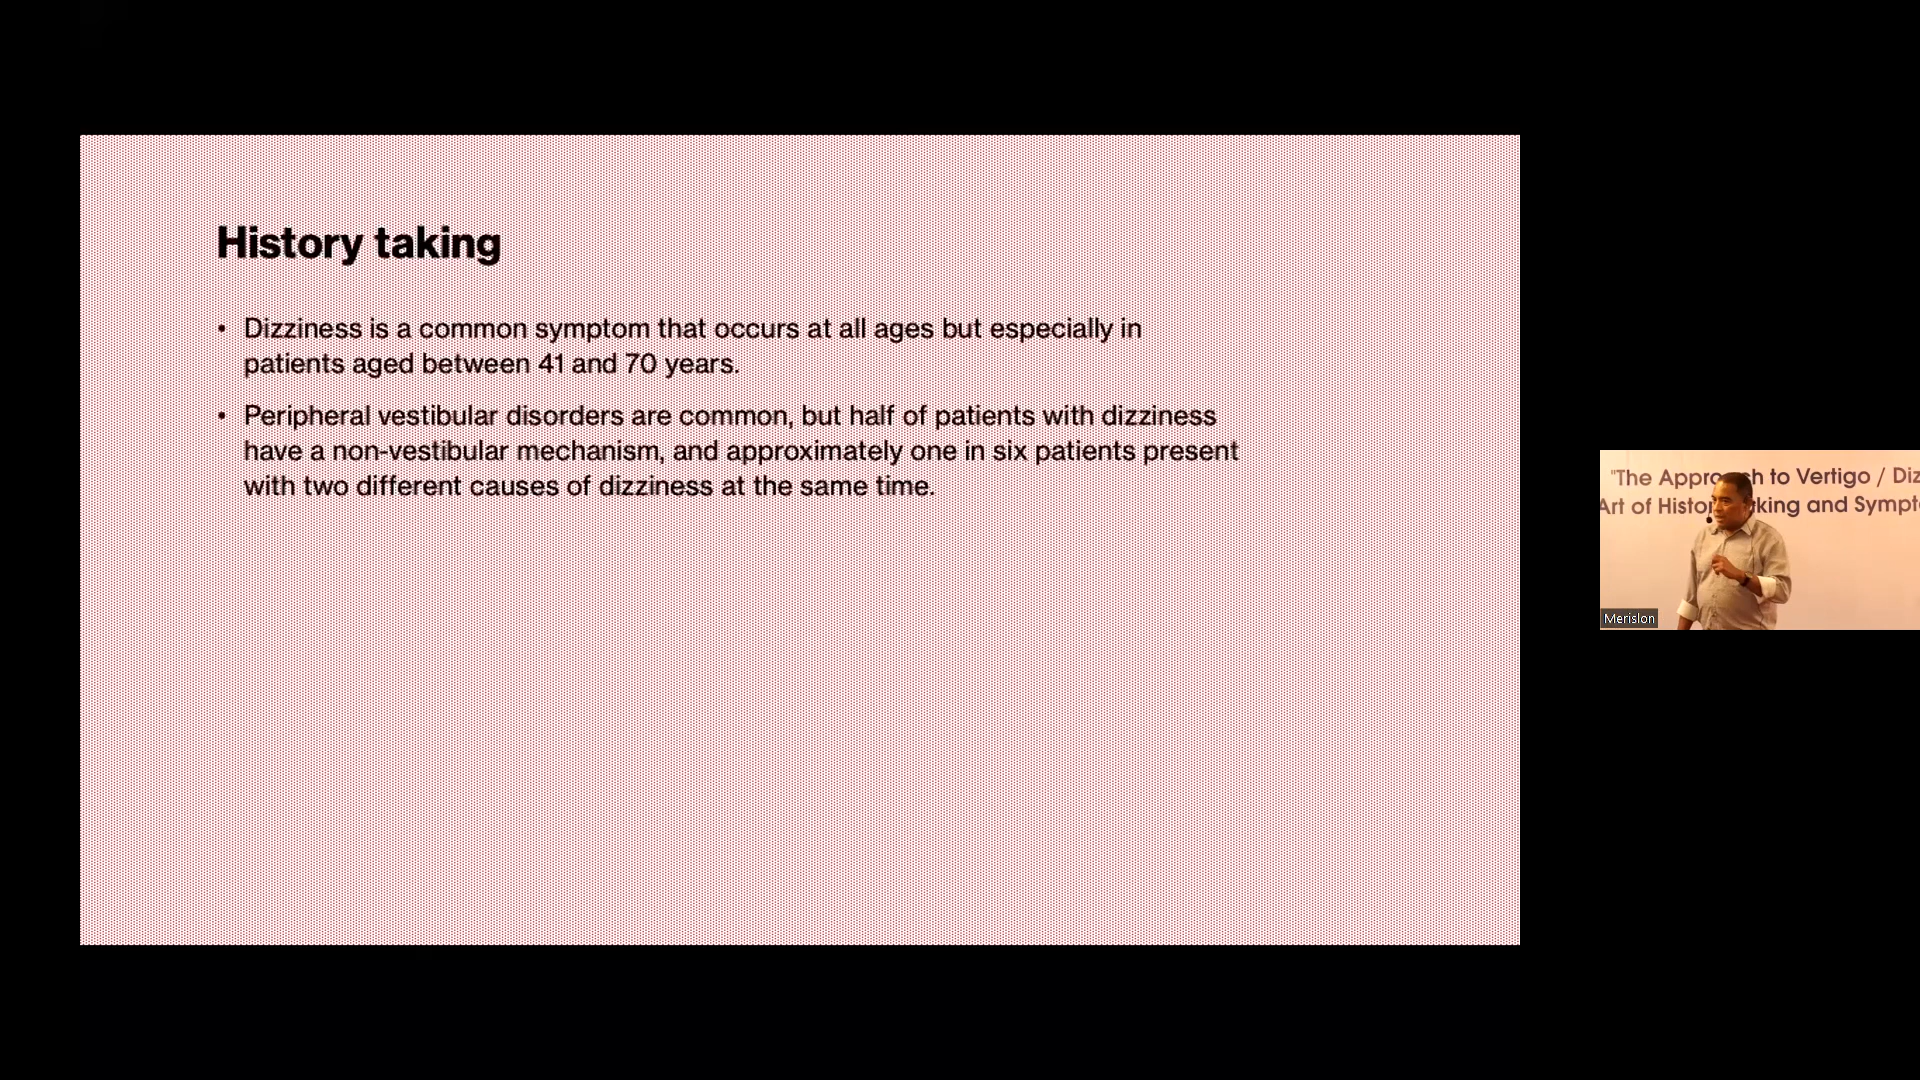 History taking
• Dizziness is a common symptom that occurs at all ages but especially in
patients aged between 41 and 70 years.
• Peripheral vestibular disorders are common, but half of patients with dizziness
have a non-vestibular mechanism, and approximately one in six patients present
with two different causes of dizziness at the same time.
"The Appro h to Vertigo / Diz
Art of Histo king and Sympt
Merislon